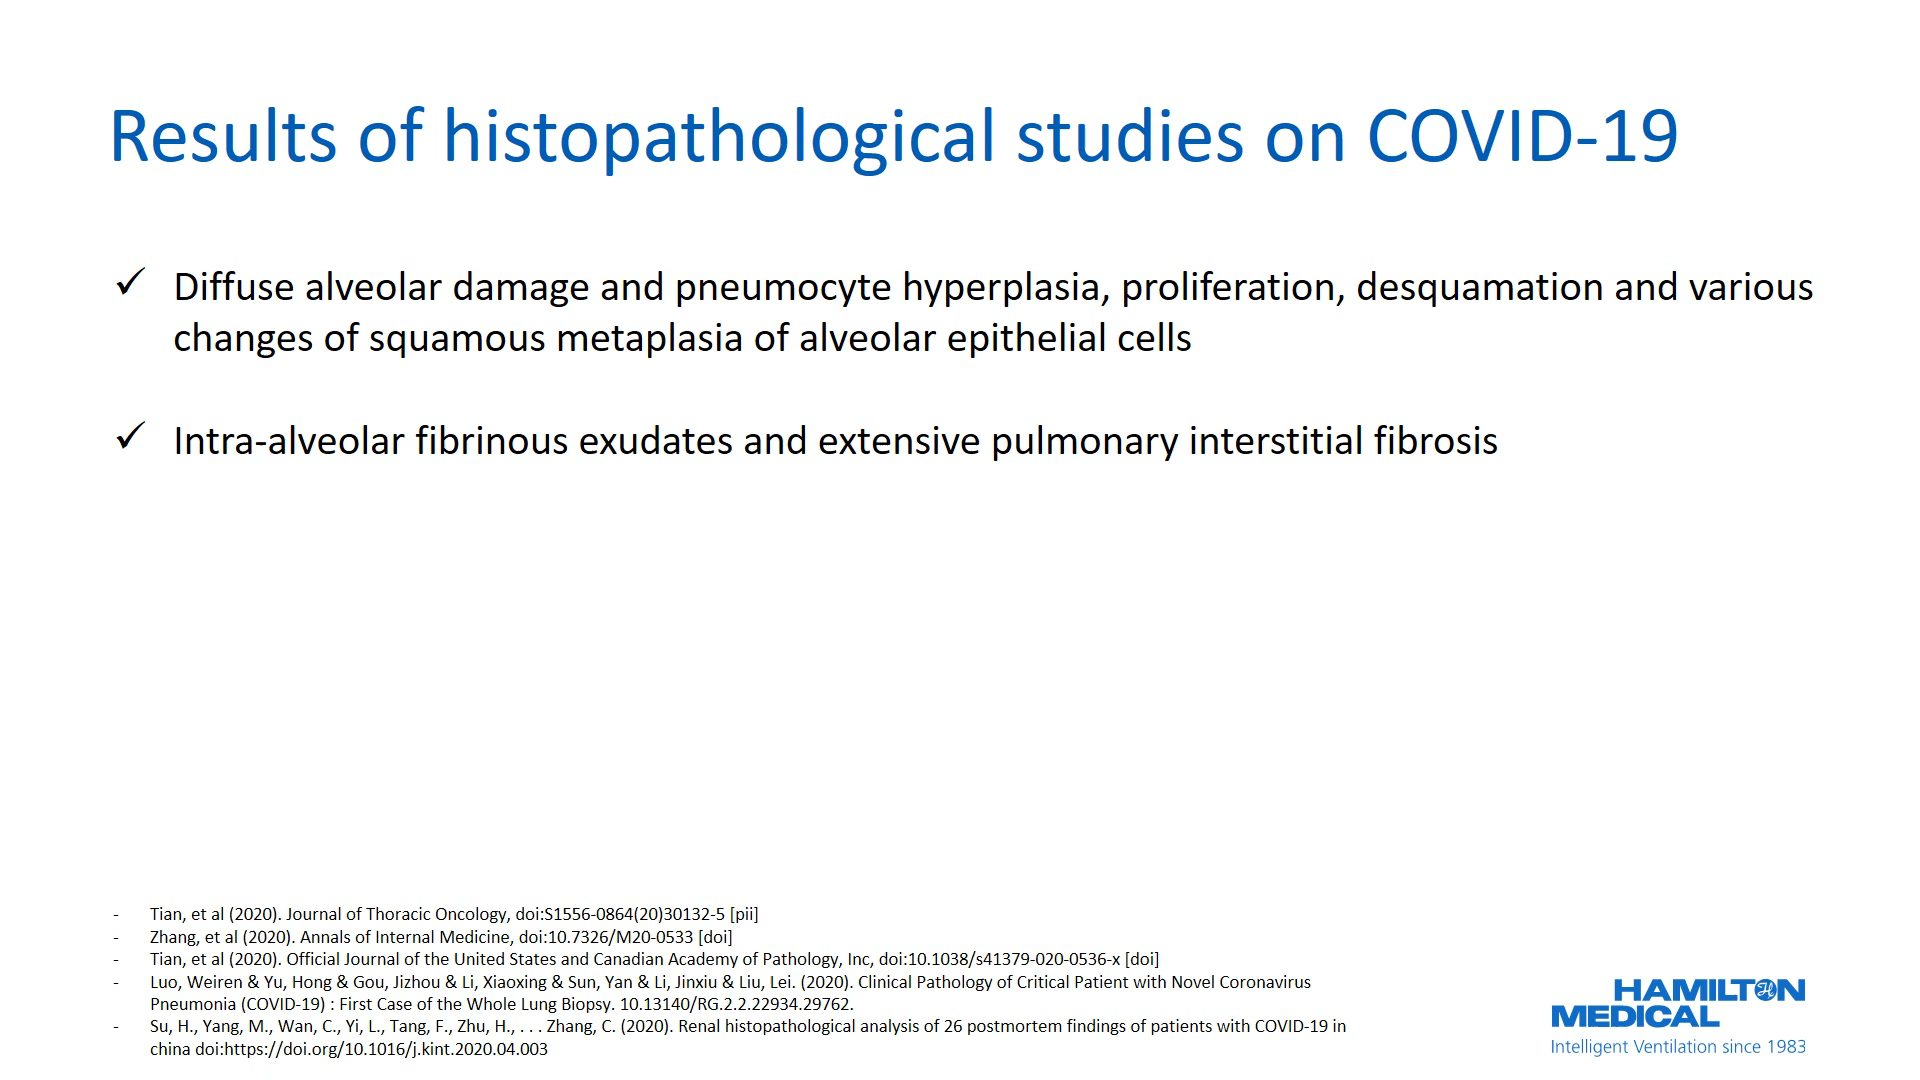 Results of histopathological studies on COVID-19
✓ Diffuse alveolar damage and pneumocyte hyperplasia, proliferation, desquamation and various
changes of squamous metaplasia of alveolar epithelial cells
✓ Intra-alveolar fibrinous exudates and extensive pulmonary interstitial fibrosis
- Tian, et al (2020). Journal of Thoracic Oncology, doi:S1556-0864(20)30132-5 [pii]
- Zhang, et al (2020). Annals of Internal Medicine, doi:10.7326/M20-0533 [doi]
- Tian, et al (2020). Official Journal of the United States and Canadian Academy of Pathology, Inc, doi:10.1038/s41379-020-0536-x [doi]
- Luo, Weiren & Yu, Hong & Gou, Jizhou & Li, Xiaoxing & Sun, Yan & Li, Jinxiu & Liu, Lei. (2020). Clinical Pathology of Critical Patient with Novel Coronavirus
Pneumonia (COVID-19) : First Case of the Whole Lung Biopsy. 10.13140/RG.2.2.22934.29762.
- Su, H., Yang, M., Wan, C., Yi, L., Tang, F., Zhu, H., . . . Zhang, C. (2020). Renal histopathological analysis of 26 postmortem findings of patients with COVID-19 in
china doi:https://doi.org/10.1016/j.kint.2020.04.003
HAMILTON
MEDICAL
Intelligent Ventilation since 1983